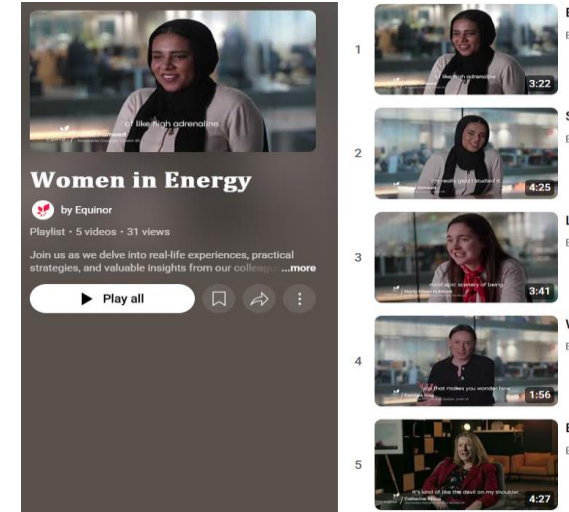 of like high adrenaline.
Women in Energy
by Equinor
Playlist • 5 videos • 31 views
Join us as we delve into real-life experiences, practical
strategies, and valuable insights from our colleagu ...more
Play all
1
of like high adrenaline.
3:22
2
I'm really glad I studied it.
4:25
3
most epic scenery of being
3:41
4
you that makes you wonder how
1:56
5
It's kind of like the devil on my shoulder.
4:27